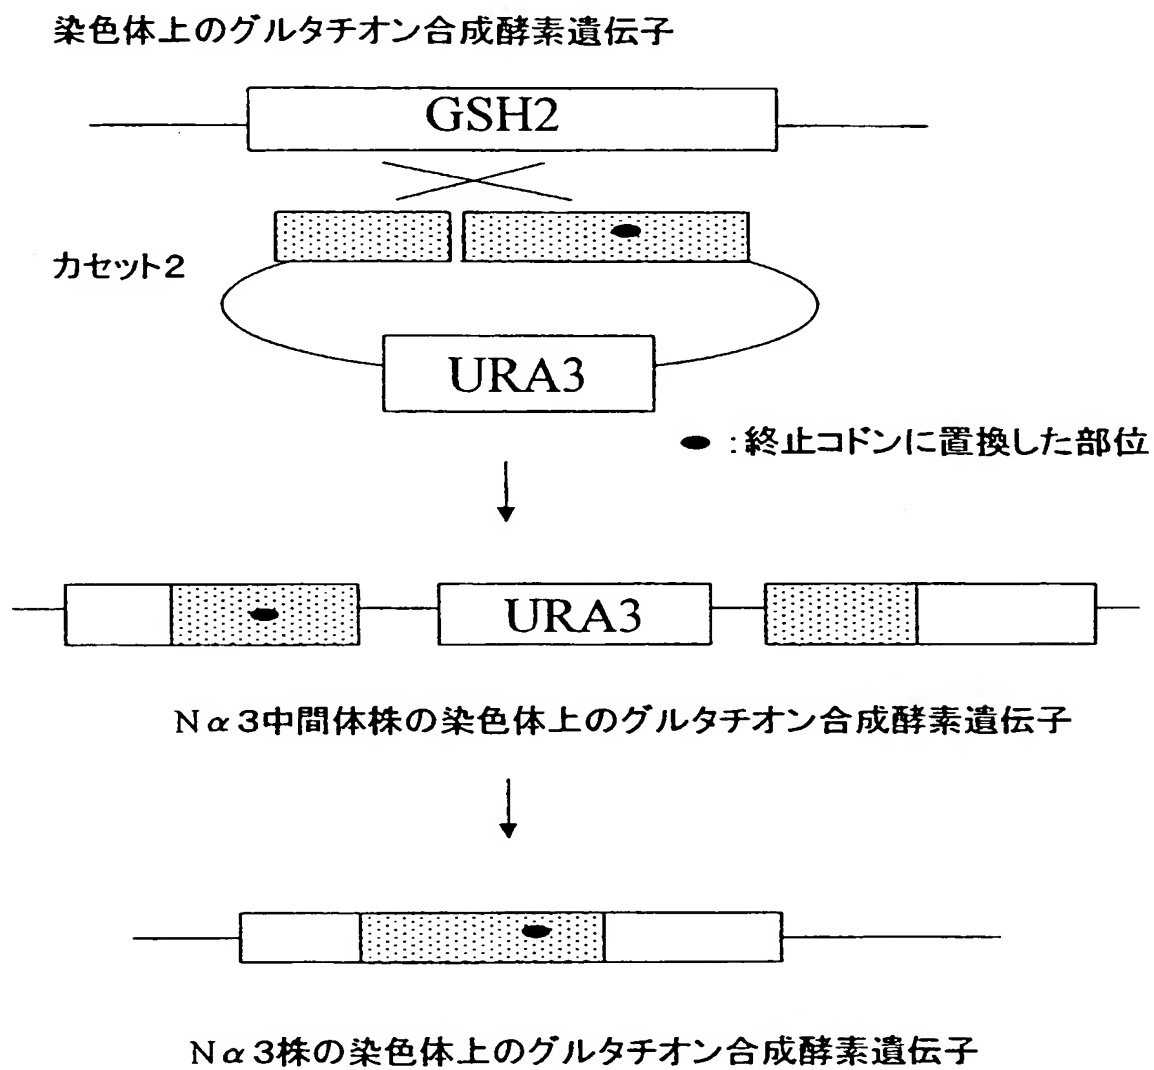 染色体上のグルタチオン合成酵素遺伝子
GSH2
カセット2
URA3
●:終止コドンに置換した部位
URA3
Nα3中間体株の染色体上のグルタチオン合成酵素遺伝子
Nα3株の染色体上のグルタチオン合成酵素遺伝子